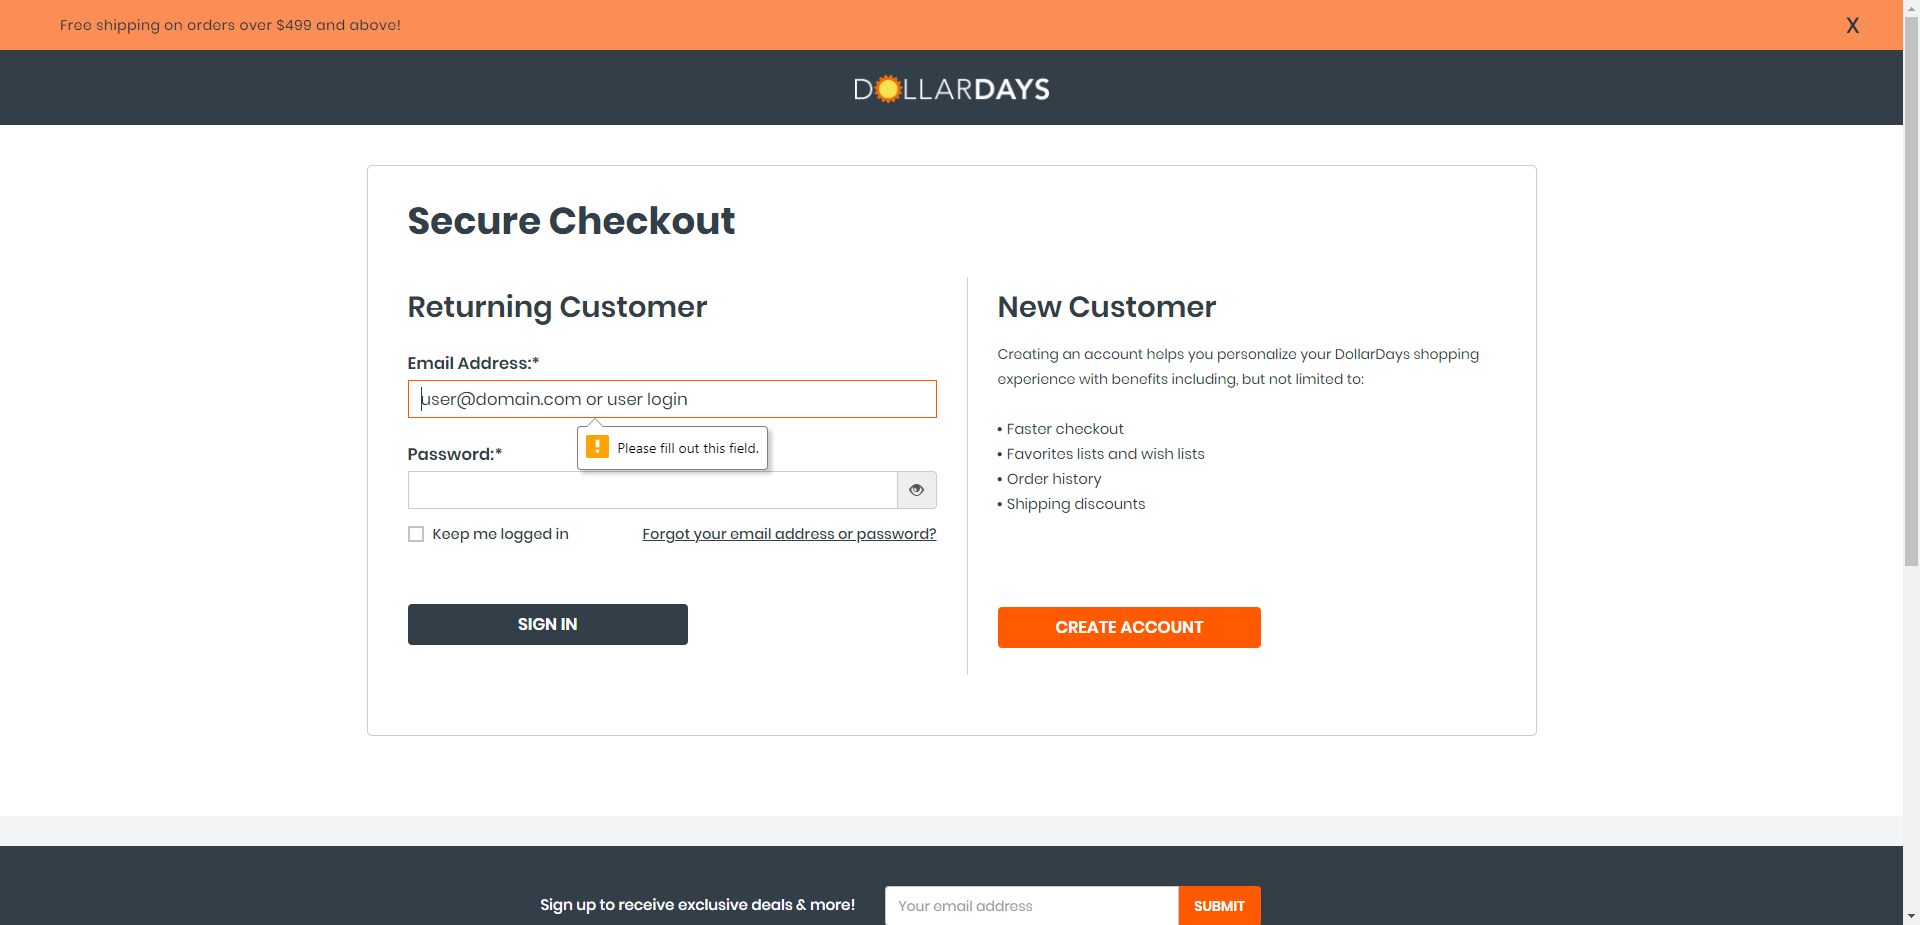 Free shipping on orders over $499 and above!
X
DOLLARDAYS
Secure Checkout
Returning Customer
Email Address:*
user@domain.com or user login
Please fill out this field.
Password:*
Keep me logged in
Forgot your email address or password?
SIGN IN
New Customer
Creating an account helps you personalize your DollarDays shopping
experience with benefits including, but not limited to:
• Faster checkout
• Favorites lists and wish lists
• Order history
• Shipping discounts
CREATE ACCOUNT
Sign up to receive exclusive deals & more!
Your email address
SUBMIT